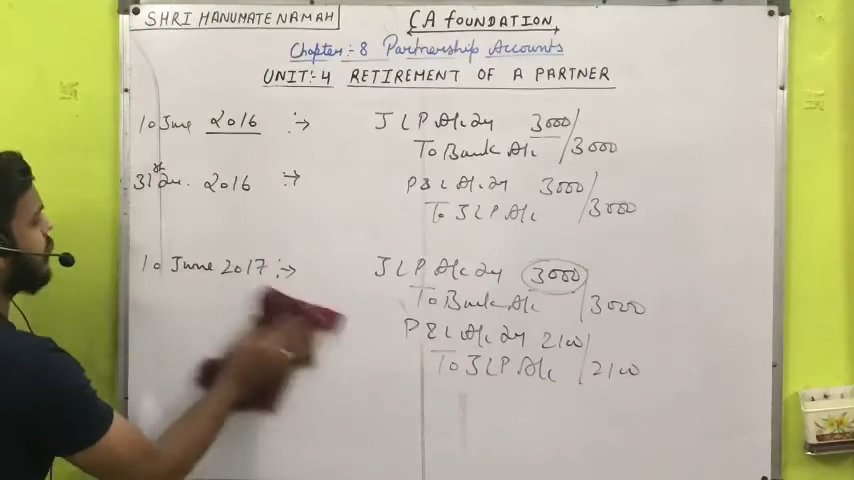 SHRI HANUMATE NAMAH
CA FOUNDATION
Chapter:- 8 Partnership Accounts
UNIT:- 4 RETIREMENT OF A PARTNER
10 June 2016 :→ JLP A/c Dr 3000
To Bank A/c 3000
31st Dec. 2016 :→ P&L A/c Dr 3000
To JLP A/c 3000
10 June 2017 :→ JLP A/c Dr 3000
To Bank A/c 3000
P&L A/c Dr 2100
To JLP A/c 2100